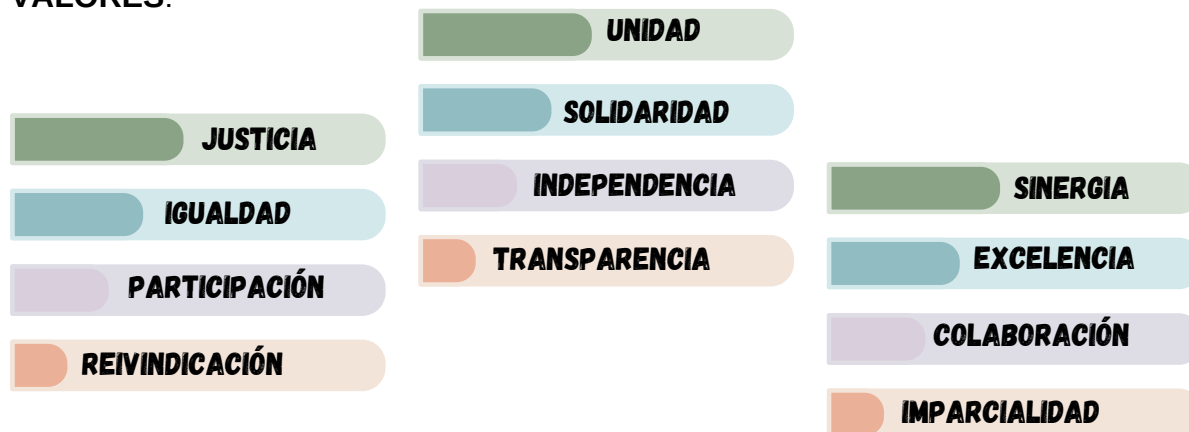 VALORES:
JUSTICIA
IGUALDAD
PARTICIPACIÓN
REIVINDICACIÓN
UNIDAD
SOLIDARIDAD
INDEPENDENCIA
TRANSPARENCIA
SINERGIA
EXCELENCIA
COLABORACIÓN
IMPARCIALIDAD